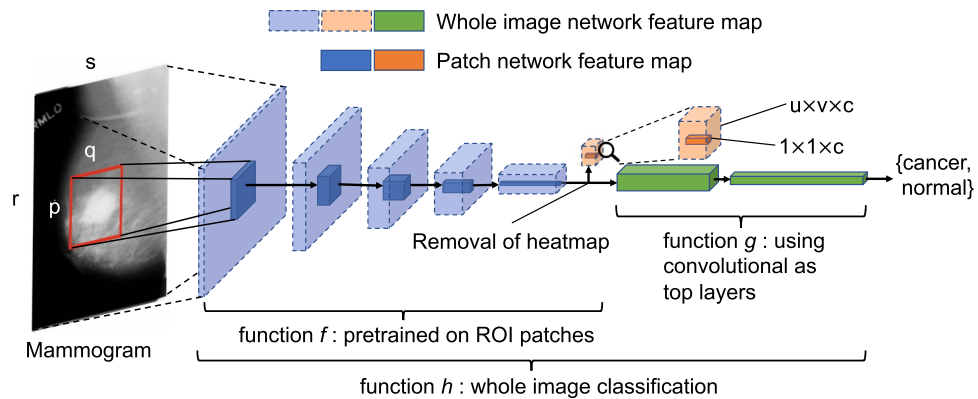 Whole image network feature map
Patch network feature map
s
RMLO
q
r
p
u×v×c
1×1×c
{cancer,
normal}
Removal of heatmap
function g : using
convolutional as
top layers
function f : pretrained on ROI patches
Mammogram
function h : whole image classification